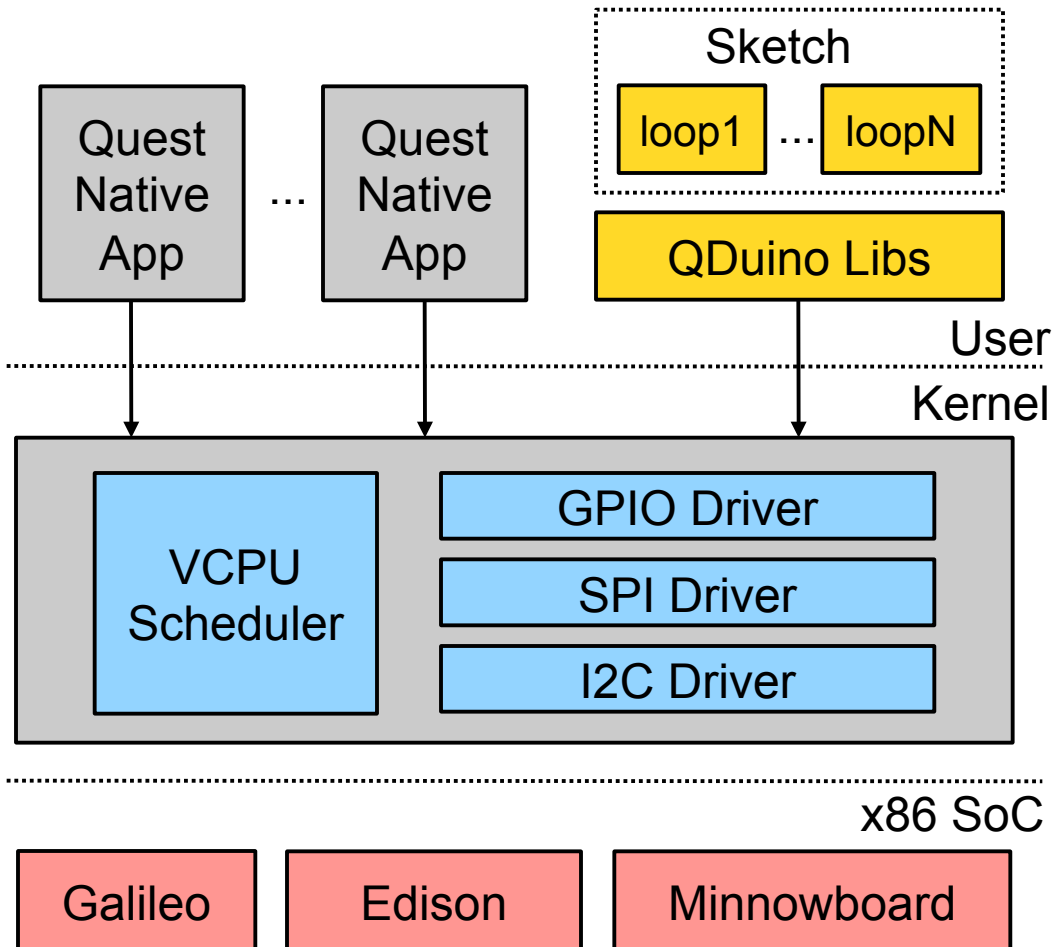 Sketch
Quest
Native
App
...
Quest
Native
App
loop1
...
loopN
QDuino Libs
User
Kernel
VCPU
Scheduler
GPIO Driver
SPI Driver
I2C Driver
x86 SoC
Galileo
Edison
Minnowboard